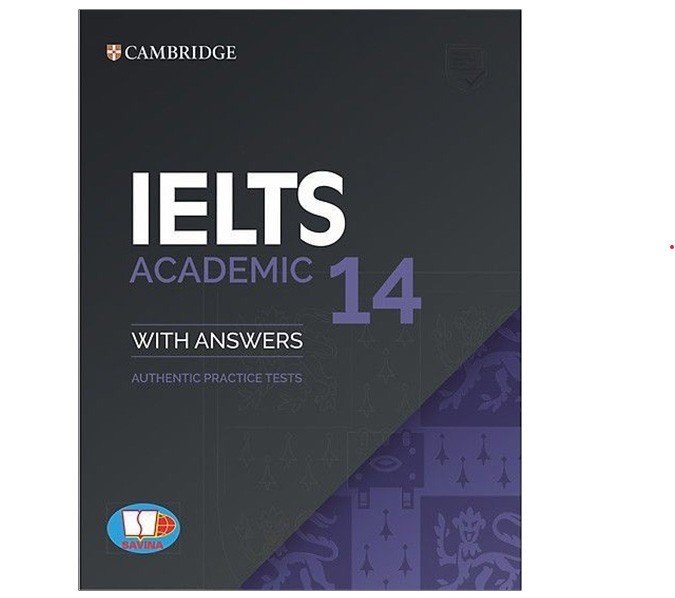 CAMBRIDGE
IELTS
ACADEMIC 14
WITH ANSWERS
AUTHENTIC PRACTICE TESTS
SAVINA